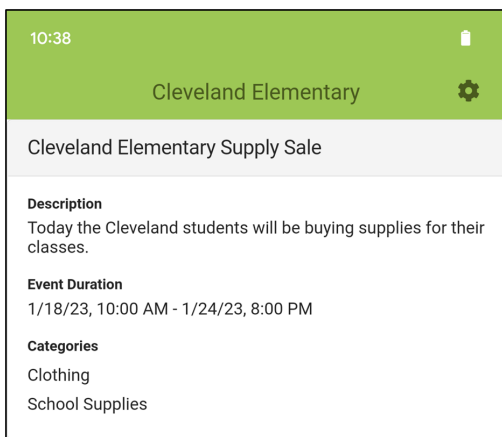 10:38
Cleveland Elementary
Cleveland Elementary Supply Sale
Description
Today the Cleveland students will be buying supplies for their
classes.
Event Duration
1/18/23, 10:00 AM - 1/24/23, 8:00 PM
Categories
Clothing
School Supplies